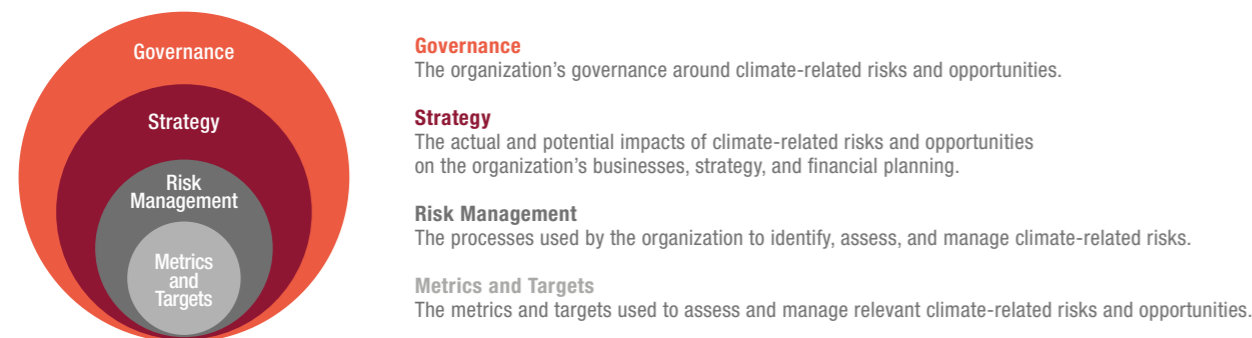 Governance
Strategy
Risk
Management
Metrics
and
Targets
Governance
The organization’s governance around climate-related risks and opportunities.
Strategy
The actual and potential impacts of climate-related risks and opportunities
on the organization’s businesses, strategy, and financial planning.
Risk Management
The processes used by the organization to identify, assess, and manage climate-related risks.
Metrics and Targets
The metrics and targets used to assess and manage relevant climate-related risks and opportunities.